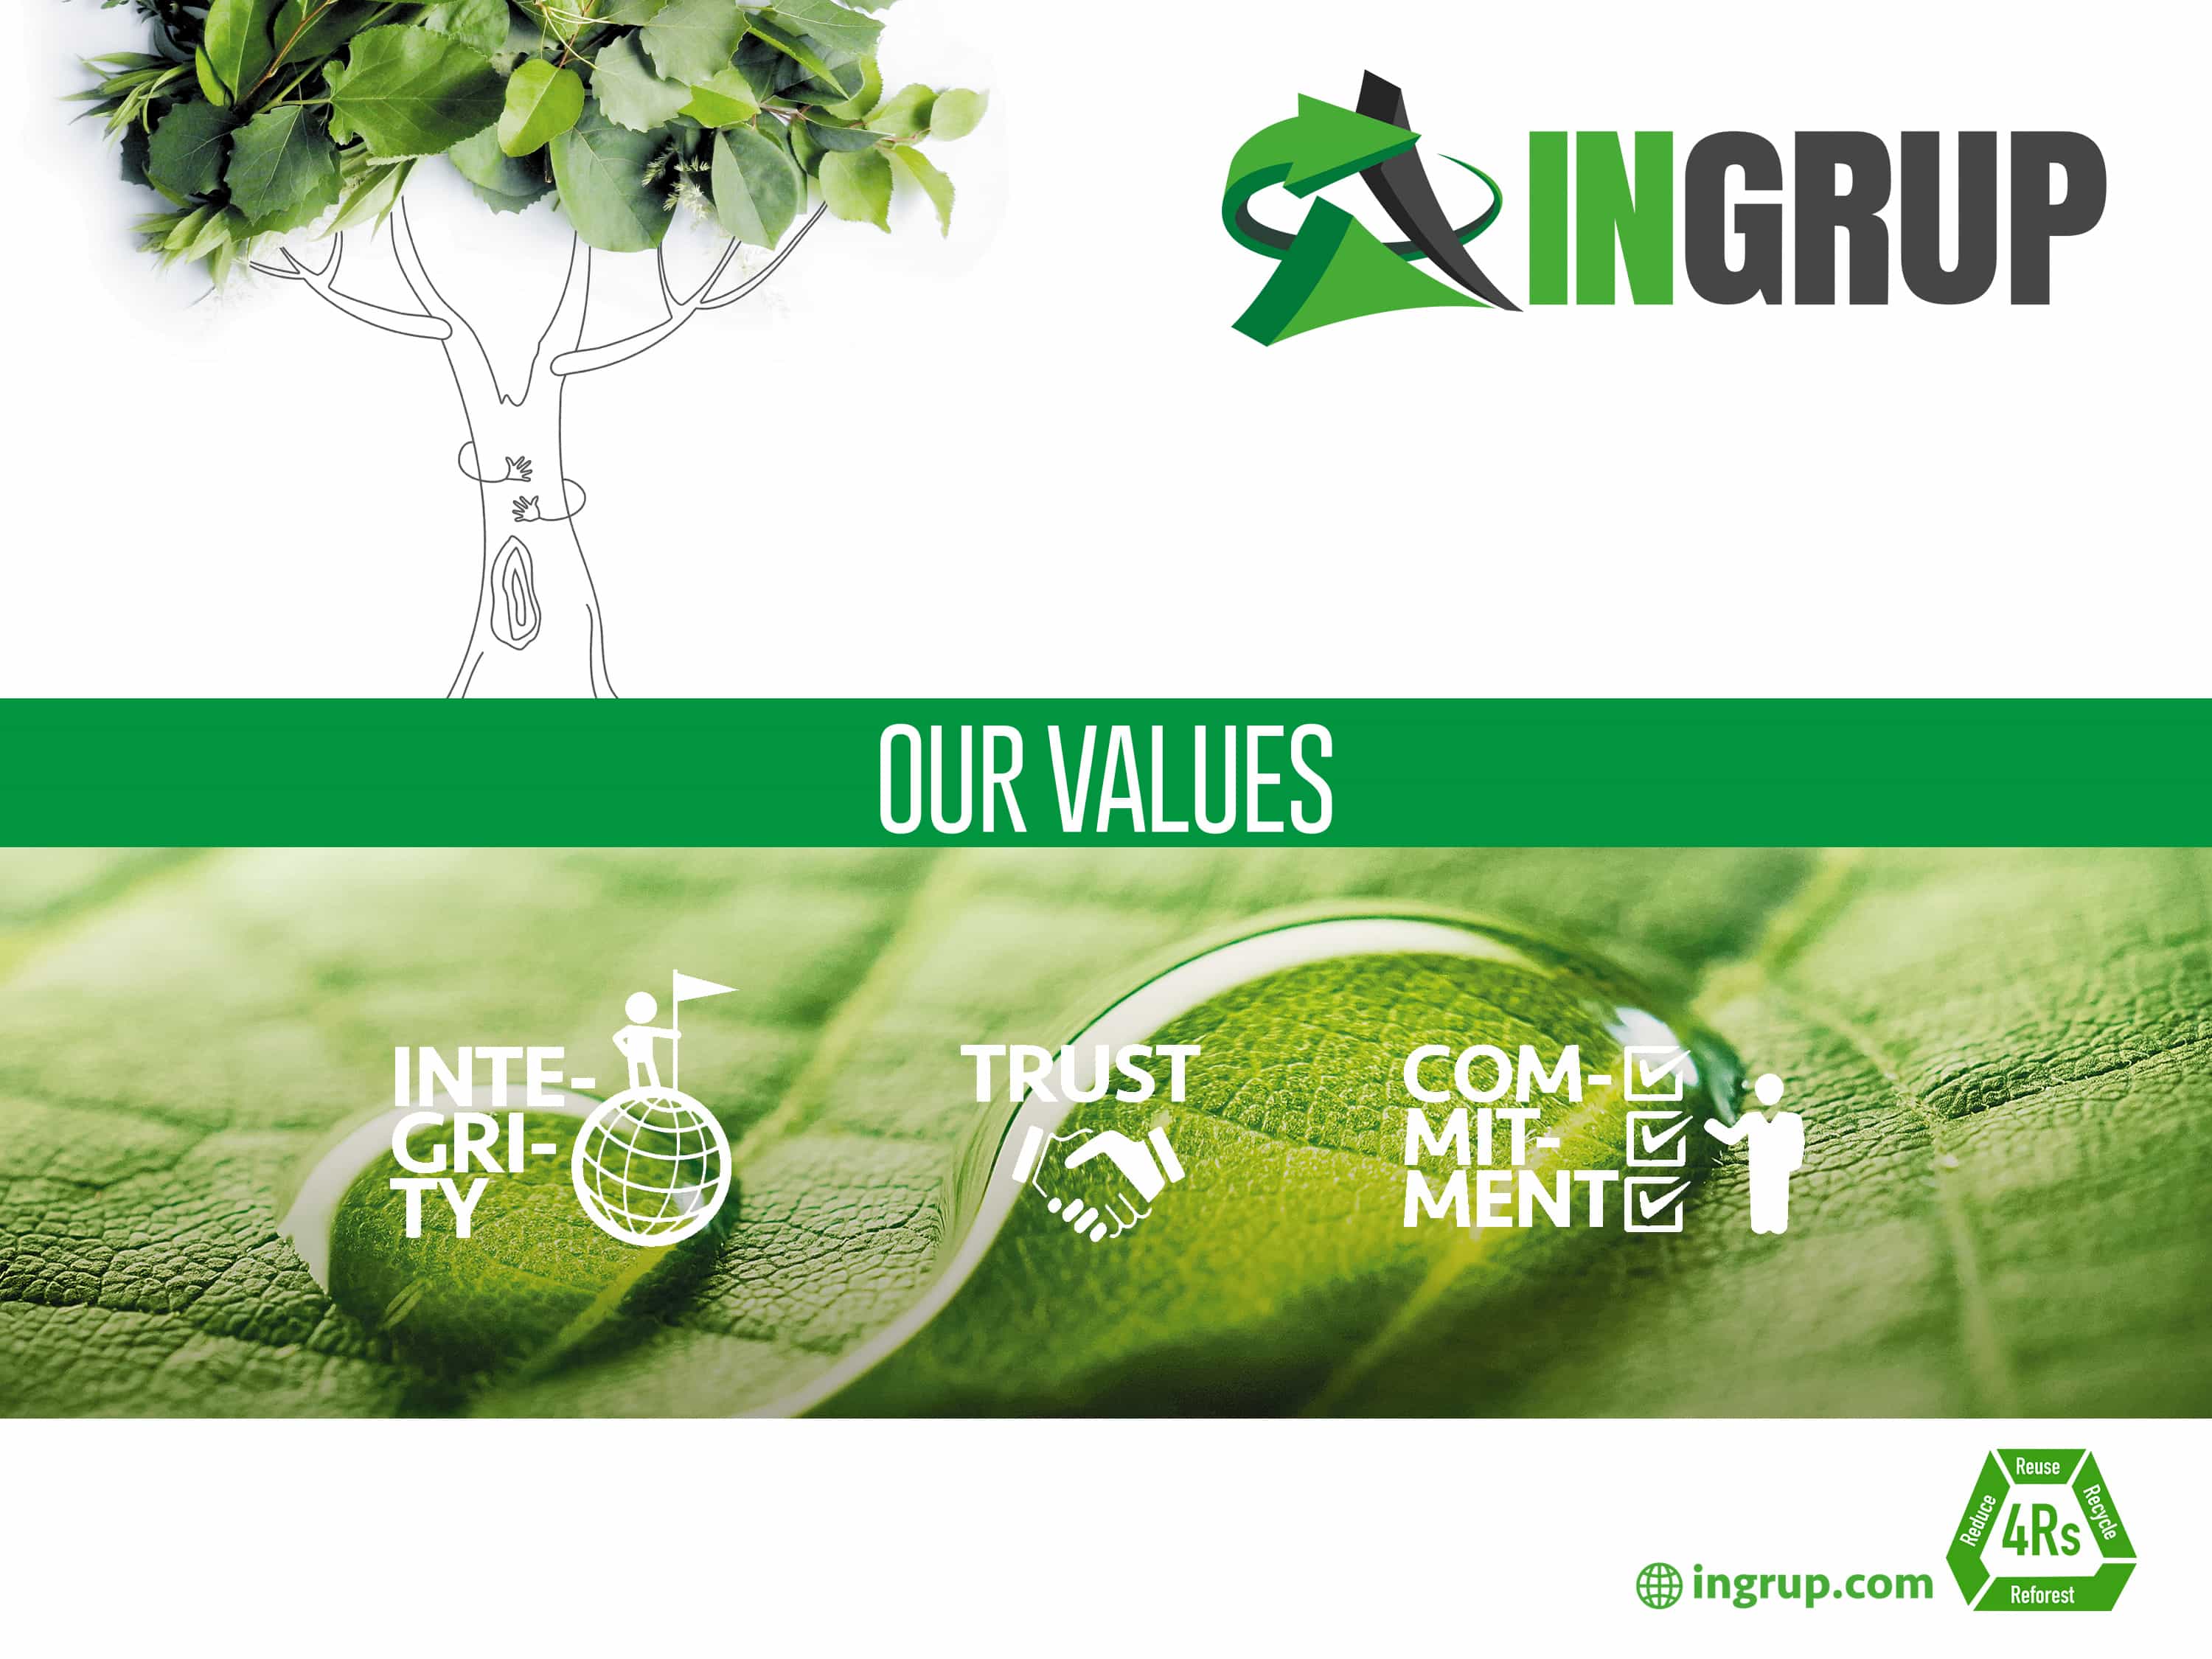 INGRUP
OUR VALUES
INTE-
GRI-
TY
TRUST
COM-
MIT-
MENT
ingrup.com
Reduce
Reuse
Recycle
4Rs
Reforest